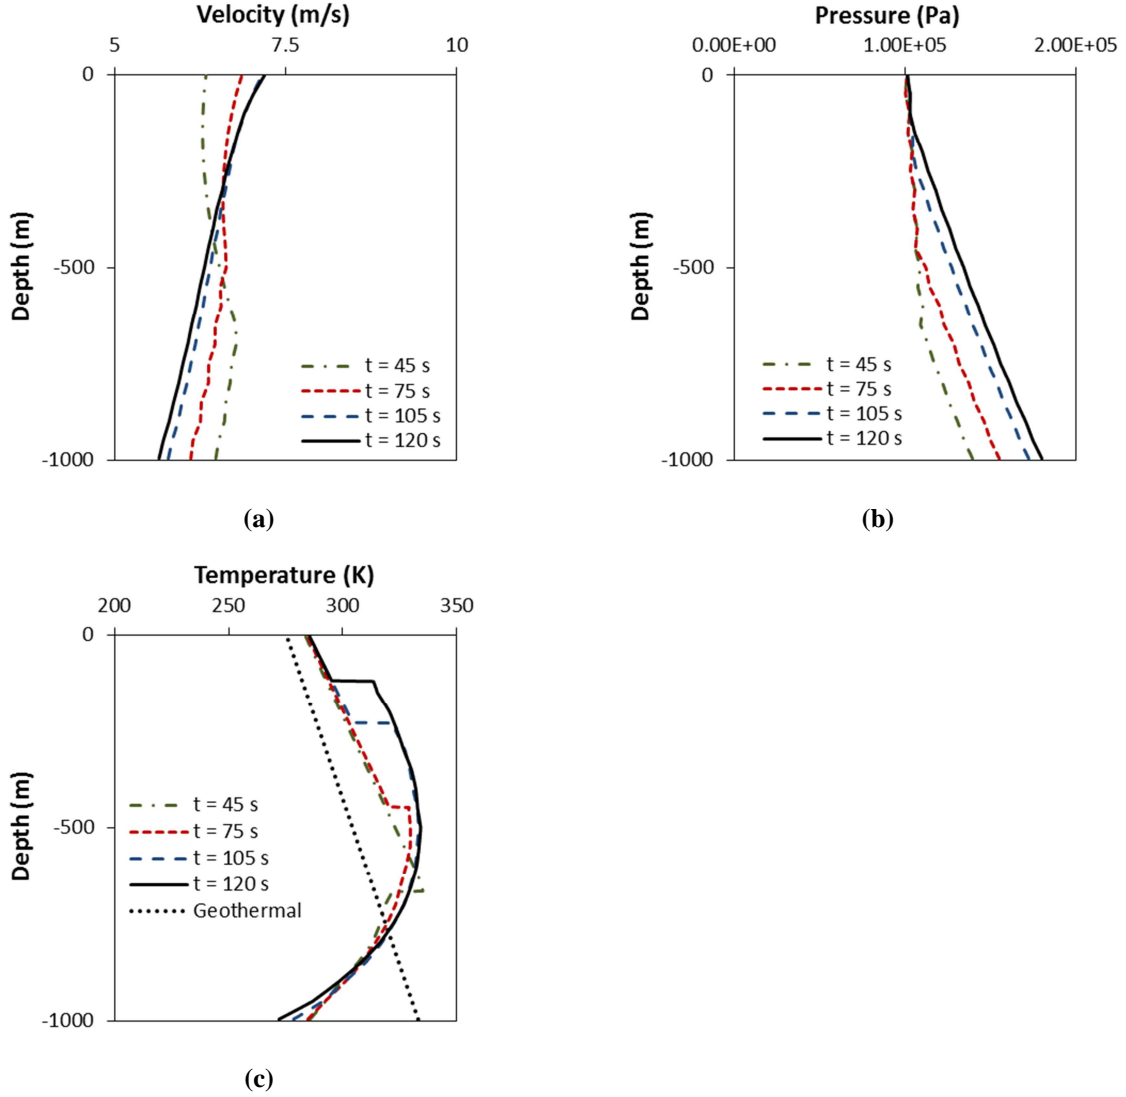 Velocity (m/s)
5 7.5 10
0
-500
-1000
Depth (m)
t = 45 s
t = 75 s
t = 105 s
t = 120 s
(a)
Pressure (Pa)
0.00E+00 1.00E+05 2.00E+05
0
-500
-1000
Depth (m)
t = 45 s
t = 75 s
t = 105 s
t = 120 s
(b)
Temperature (K)
200 250 300 350
0
-500
-1000
Depth (m)
t = 45 s
t = 75 s
t = 105 s
t = 120 s
Geothermal
(c)